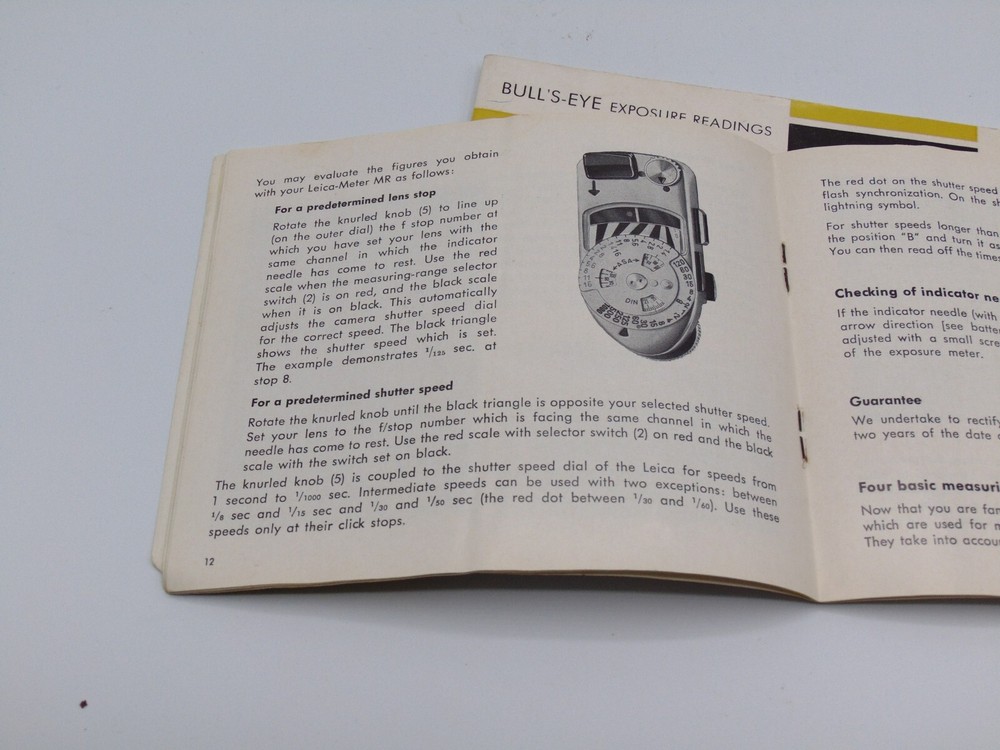 BULL'S-EYE EXPOSURE READINGS
You may evaluate the figures you obtain
with your Leica-Meter MR as follows:
For a predetermined lens stop
Rotate the knurled knob (5) to line up
(on the outer dial) the f stop number at
which you have set your lens with the
same channel in which the indicator
needle has come to rest. Use the red
scale when the measuring-range selector
switch (2) is on red, and the black scale
when it is on black. This automatically
adjusts the camera shutter speed dial
for the correct speed. The black triangle
shows the shutter speed which is set.
The example demonstrates 1/125 sec. at
stop 8.
For a predetermined shutter speed
Rotate the knurled knob until the black triangle is opposite your selected shutter speed.
Set your lens to the f/stop number which is facing the same channel in which the
needle has come to rest. Use the red scale with selector switch (2) on red and the black
scale with the switch set on black.
The knurled knob (5) is coupled to the shutter speed dial of the Leica for speeds from
1 second to 1/1000 sec. Intermediate speeds can be used with two exceptions: between
1/8 sec and 1/15 sec and 1/30 and 1/50 sec (the red dot between 1/30 and 1/60). Use these
speeds only at their click stops.
12
ASA
DIN
120
60
30
The red dot on the shutter speed
flash synchronization. On the sh
lightning symbol.
For shutter speeds longer than
the position "B" and turn it as
You can then read off the times
Checking of indicator ne
If the indicator needle (with
arrow direction [see batte
adjusted with a small scre
of the exposure meter.
Guarantee
We undertake to rectify
two years of the date
Four basic measuri
Now that you are far
which are used for m
They take into accou